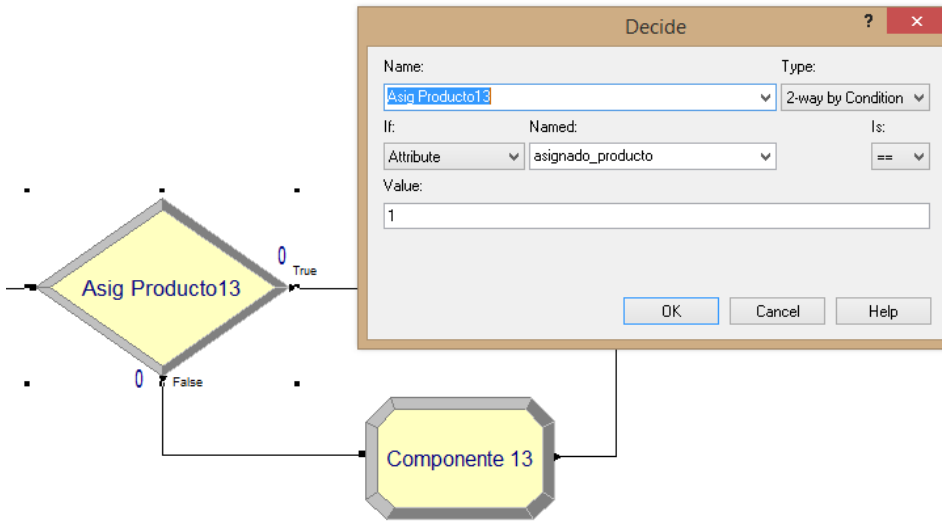 Decide
?
Name:
Type:
Asig Producto13
2-way by Condition
If:
Named:
Is:
Attribute
asignado_producto
==
Value:
1
OK
Cancel
Help
Asig Producto13
0
True
0
False
Componente 13